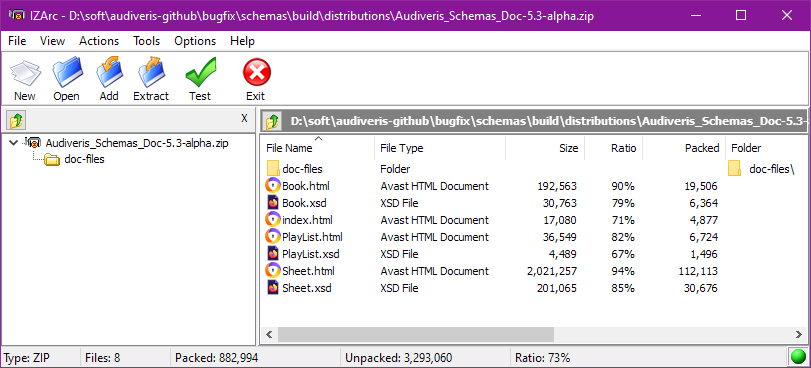 IZArc - D:\soft\audiveris-github\bugfix\schemas\build\distributions\Audiveris_Schemas_Doc-5.3-alpha.zip
File View Actions Tools Options Help
New Open Add Extract Test Exit
X
D:\soft\audiveris-github\bugfix\schemas\build\distributions\Audiveris_Schemas_Doc-5.3-
Audiveris_Schemas_Doc-5.3-alpha.zip
doc-files
File Name File Type Size Ratio Packed Folder
doc-files Folder doc-files\
Book.html Avast HTML Document 192,563 90% 19,506
Book.xsd XSD File 30,763 79% 6,364
index.html Avast HTML Document 17,080 71% 4,877
PlayList.html Avast HTML Document 36,549 82% 6,724
PlayList.xsd XSD File 4,489 67% 1,496
Sheet.html Avast HTML Document 2,021,257 94% 112,113
Sheet.xsd XSD File 201,065 85% 30,676
Type: ZIP Files: 8 Packed: 882,994 Unpacked: 3,293,060 Ratio: 73%